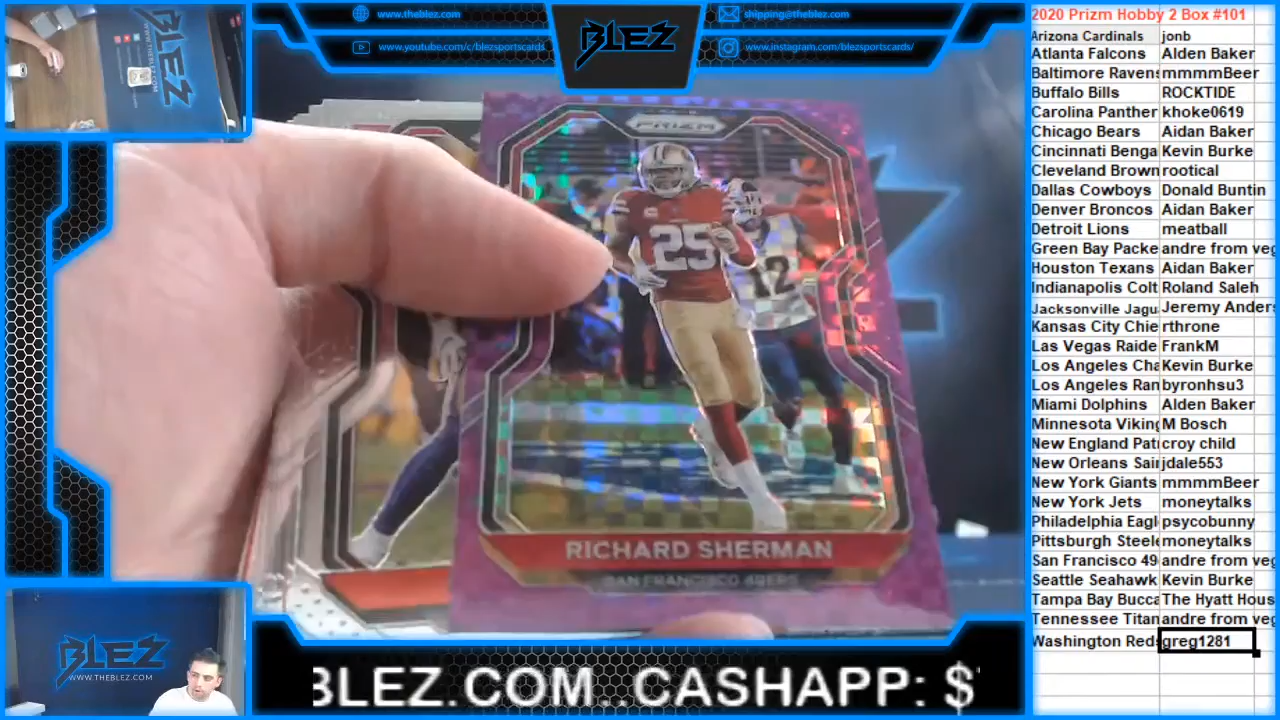 www.theblez.com
shipping@theblez.com
www.youtube.com/c/blezsportscards
www.instagram.com/blezsportscards/
BLEZ
BLEZ
PRIZM
25
12
RICHARD SHERMAN
SAN FRANCISCO 49ERS
BLEZ
WWW.THEBLEZ.COM
BLEZ.COM..CASHAPP: $
2020 Prizm Hobby 2 Box #101
Arizona Cardinals jonb
Atlanta Falcons Alden Baker
Baltimore Ravens mmmmBeer
Buffalo Bills ROCKTIDE
Carolina Panther khoke0619
Chicago Bears Aidan Baker
Cincinnati Benga Kevin Burke
Cleveland Brown rootical
Dallas Cowboys Donald Buntin
Denver Broncos Aidan Baker
Detroit Lions meatball
Green Bay Packe andre from veg
Houston Texans Aidan Baker
Indianapolis Colt Roland Saleh
Jacksonville Jagu Jeremy Anders
Kansas City Chie rthrone
Las Vegas Raide FrankM
Los Angeles Cha Kevin Burke
Los Angeles Ran byronhsu3
Miami Dolphins Alden Baker
Minnesota Viking M Bosch
New England Pat croy child
New Orleans Sai jdale553
New York Giants mmmmBeer
New York Jets moneytalks
Philadelphia Eagl psycobunny
Pittsburgh Steele moneytalks
San Francisco 49 andre from veg
Seattle Seahawk Kevin Burke
Tampa Bay Bucca The Hyatt Hous
Tennessee Titan andre from veg
Washington Red greg1281